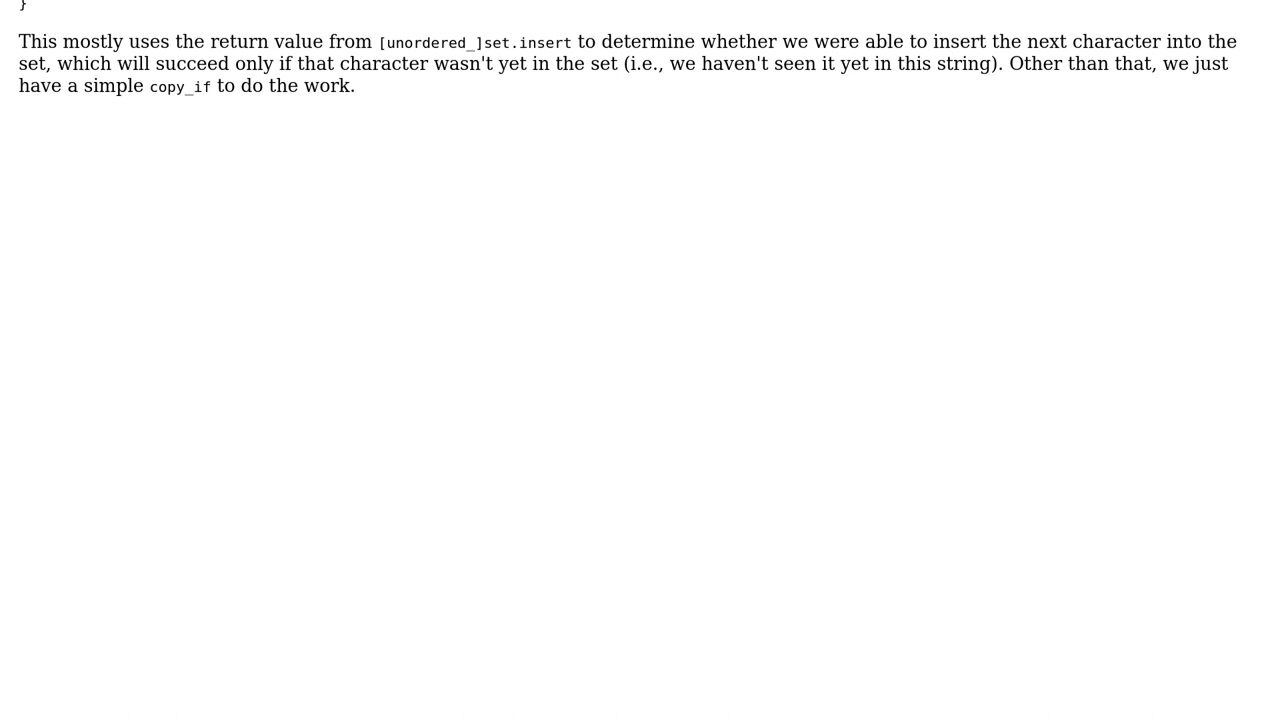 }
This mostly uses the return value from [unordered_]set.insert to determine whether we were able to insert the next character into the
set, which will succeed only if that character wasn't yet in the set (i.e., we haven't seen it yet in this string). Other than that, we just
have a simple copy_if to do the work.